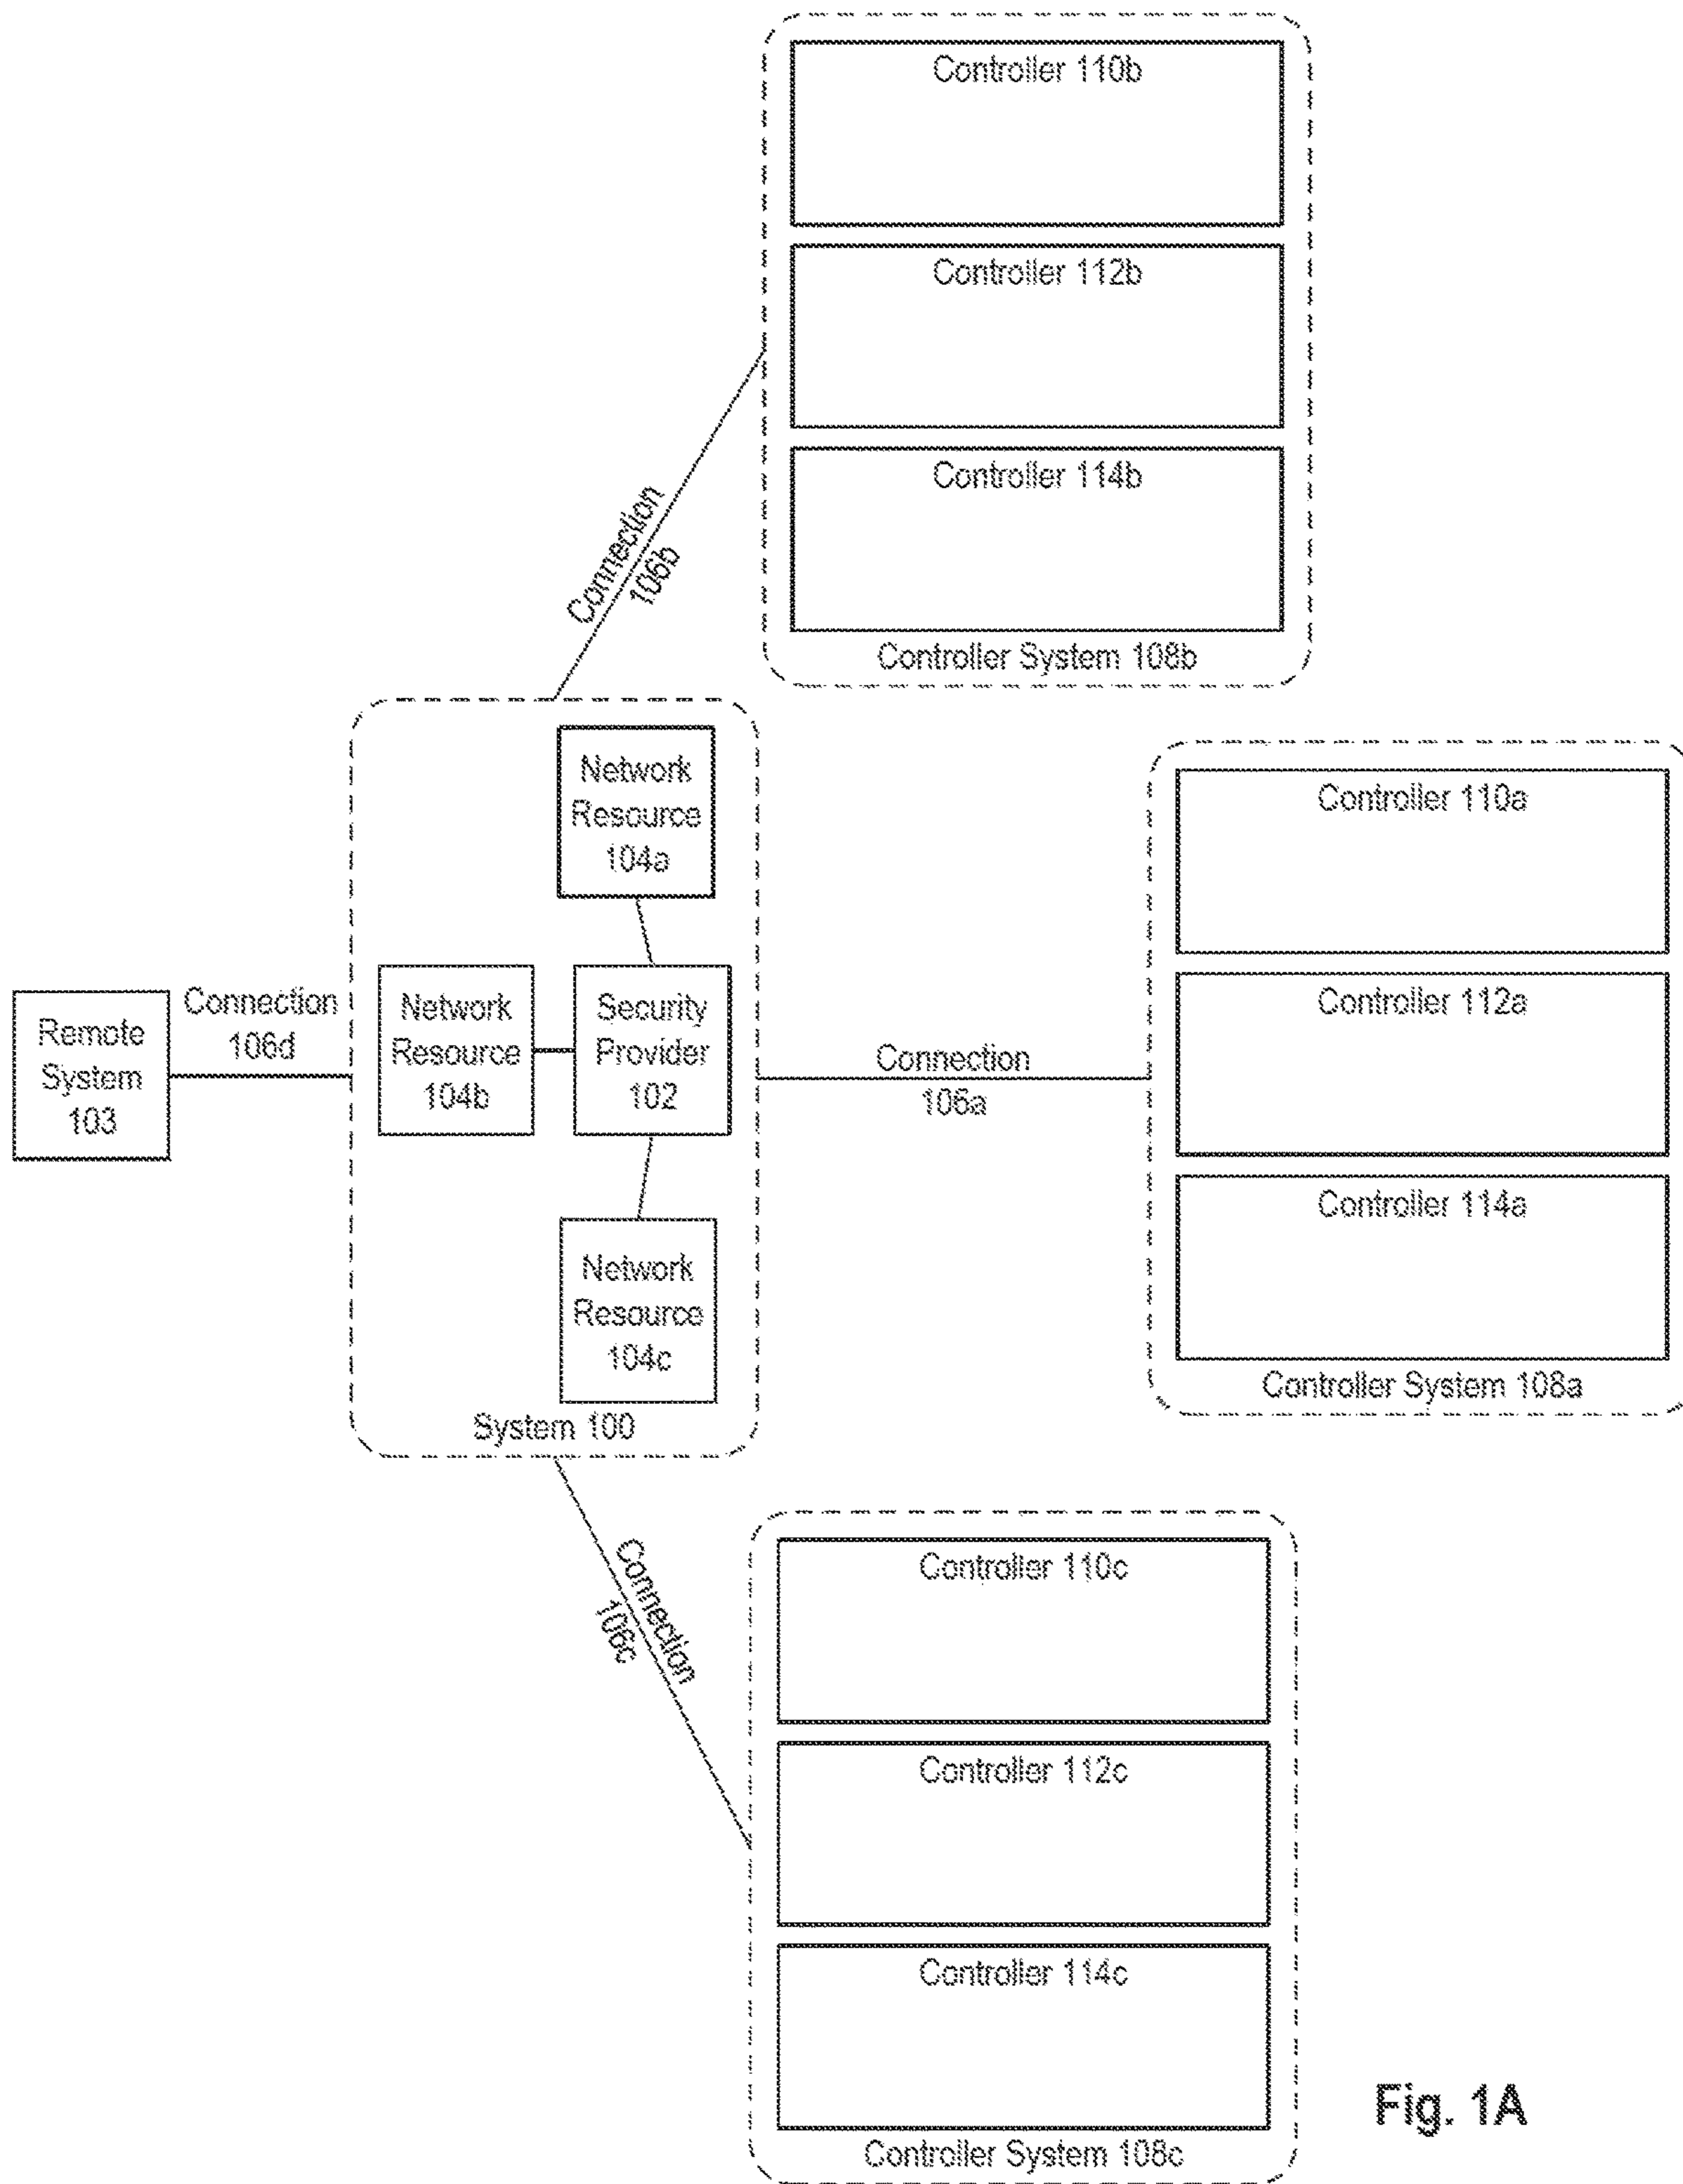 Controller 110b
Controller 112b
Controller 114b
Controller System 108b
Connection
106b
Network
Resource
104a
Network
Resource
104b
Security
Provider
102
Network
Resource
104c
System 100
Remote
System
103
Connection
106d
Connection
106a
Controller 110a
Controller 112a
Controller 114a
Controller System 108a
Connection
106c
Controller 110c
Controller 112c
Controller 114c
Controller System 108c
Fig. 1A